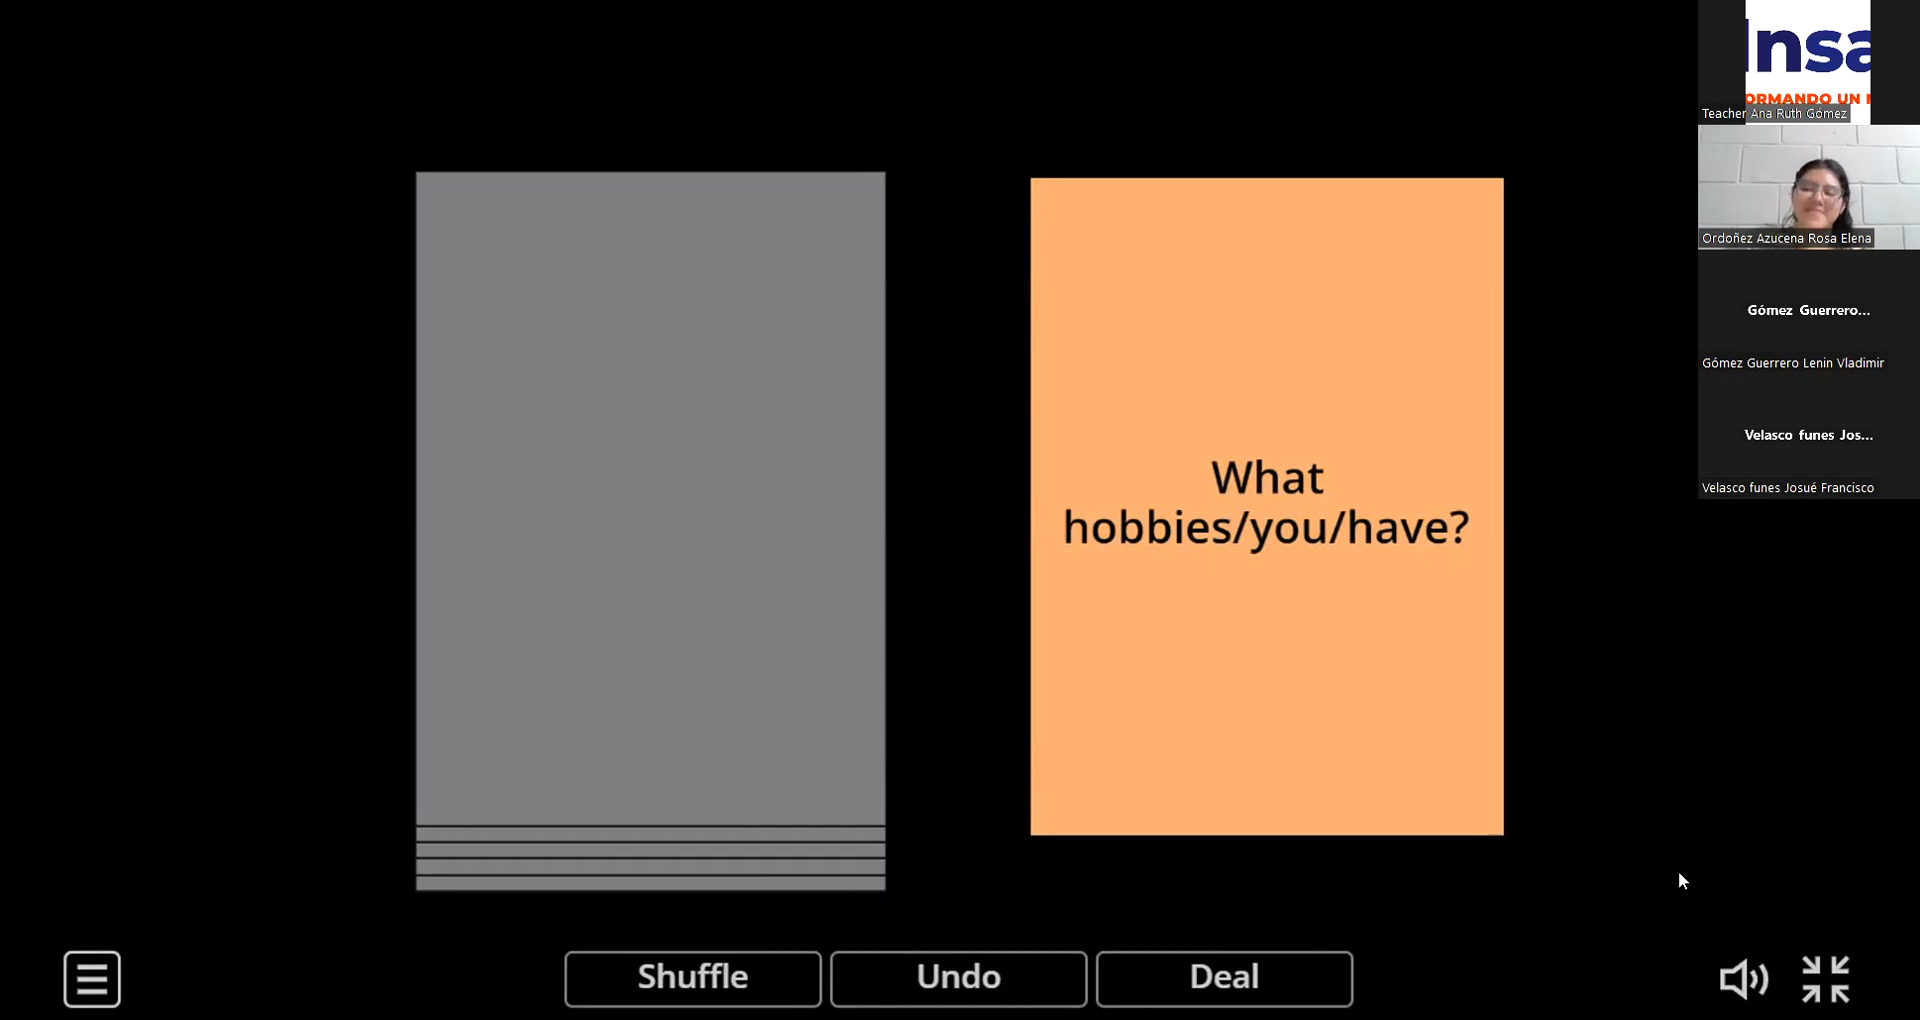 What
hobbies/you/have?
Shuffle
Undo
Deal
Insa
ORMANDO UN
Teacher Ana Ruth Gómez
Ordoñez Azucena Rosa Elena
Gómez Guerrero...
Gómez Guerrero Lenin Vladimir
Velasco funes Jos...
Velasco funes Josué Francisco